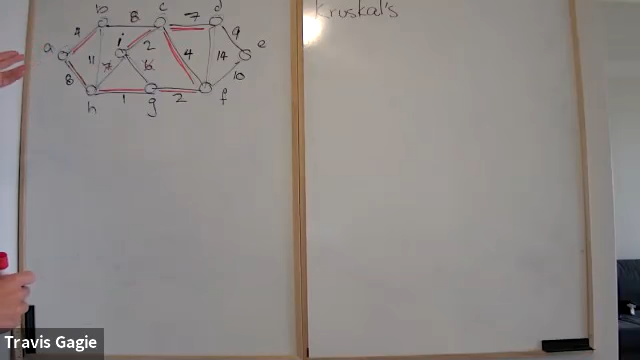 Kruskal's
b 8 c 7 d
4 i 2 9
a 11 4 14 e
8 7 6 10
h 1 g 2 f
Travis Gagie